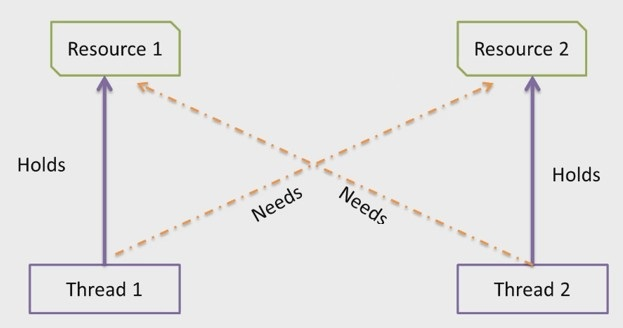 Resource 1
Resource 2
Holds
Holds
Needs
Needs
Thread 1
Thread 2